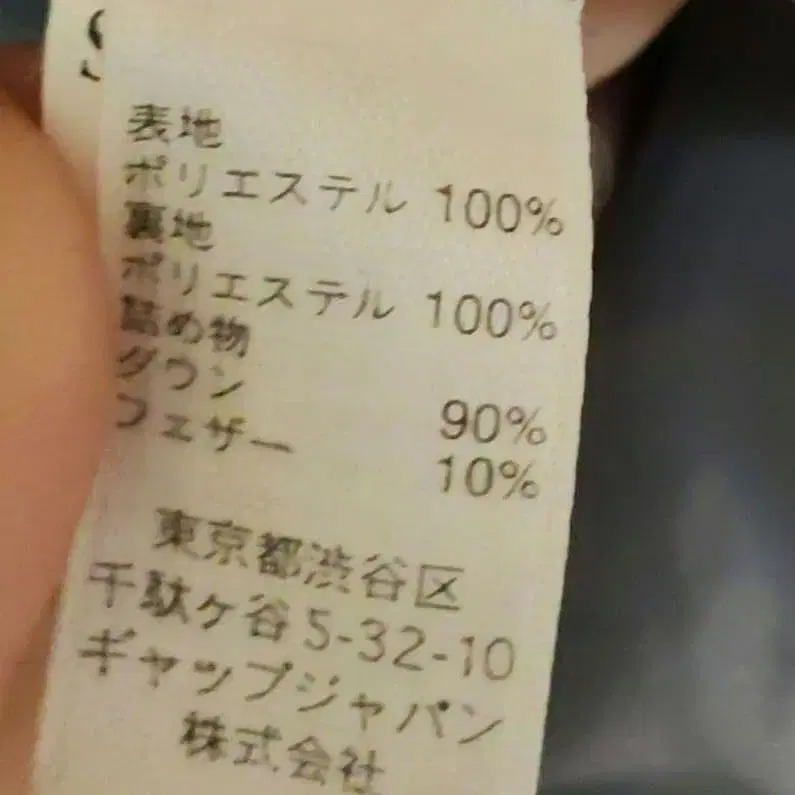 表地
ポリエステル 100%
裏地
ポリエステル 100%
詰め物
ダウン 90%
フェザー 10%
東京都渋谷区
千駄ケ谷5-32-10
ギャップジャパン
株式会社